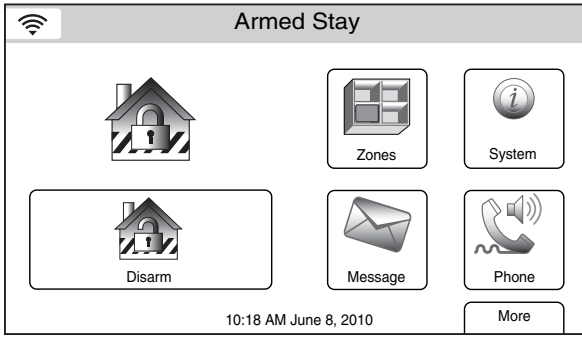 Armed Stay
Zones
System
Disarm
Message
Phone
10:18 AM June 8, 2010
More